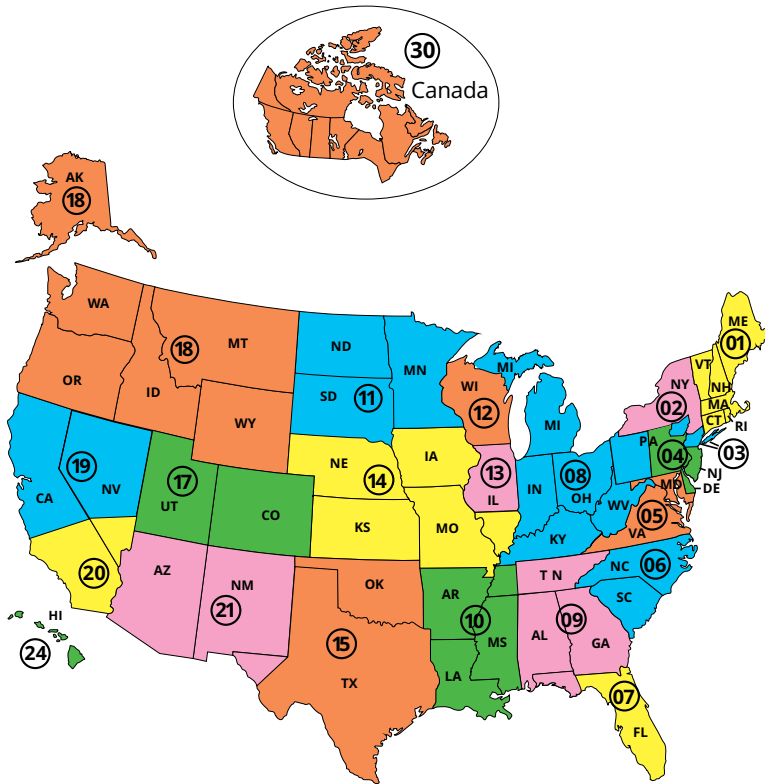 30
Canada
AK
18
WA
MT
18
OR
ID
WY
ND
MN
SD
11
WI
12
MI
MI
ME
01
VT
NH
NY
MA
02
CT
RI
03
PA
04
NJ
DE
MD
05
VA
19
CA
NV
17
UT
CO
NE
14
IA
13
IL
IN
08
OH
WV
KS
MO
KY
20
AZ
NM
21
OK
AR
T N
NC
06
SC
HI
24
15
TX
10
MS
LA
AL
09
GA
07
FL